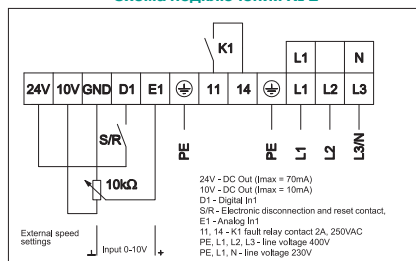 K1
L1 N
24V 10V GND D1 E1 11 14 L1 L2 L3
S/R
PE PE L1 L2 L3/N
10kΩ
24V - DC Out (Imax = 70mA)
10V - DC Out (Imax = 10mA)
D1 - Digital In1
S/R - Electronic disconnection and reset contact,
E1 - Analog In1
11, 14 - K1 fault relay contact 2A, 250VAC
PE, L1, L2, L3 - line voltage 400V
PE, L1, N - line voltage 230V
External speed
settings
⊥ Input 0-10V +